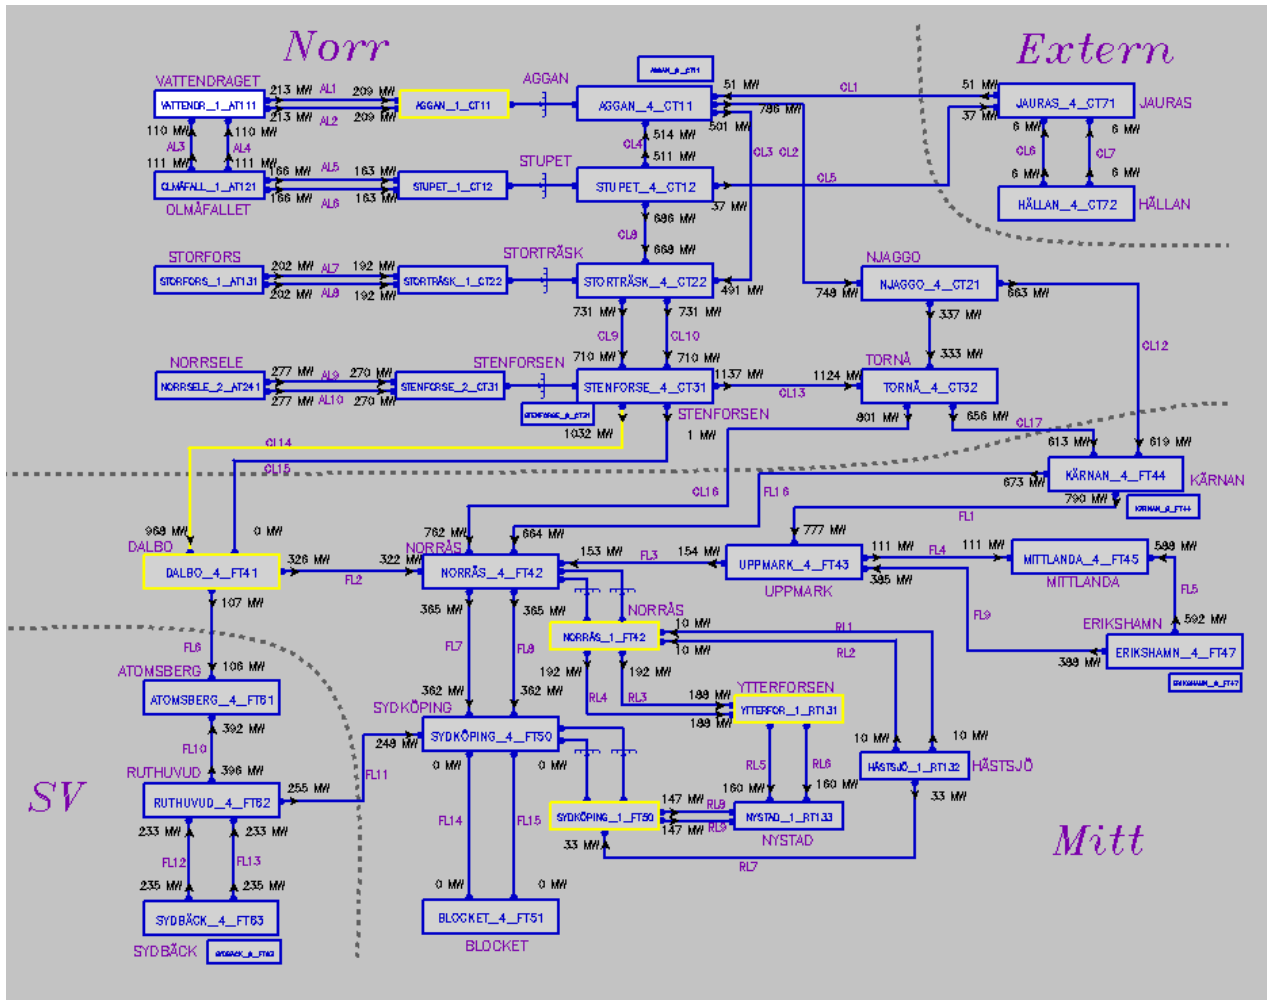 Norr
Extern
VATTENDRAGET
AGGAN_4_CT11
213 MW
AL1
209 MW
AGGAN
51 MW
CL1
51 MW
VATTENDR_1_AT111
AGGAN_1_CT11
AGGAN_4_CT11
JAURAS_4_CT71
JAURAS
213 MW
AL2
209 MW
786 MW
37 MW
110 MW
110 MW
514 MW
501 MW
6 MW
6 MW
AL3
AL4
CL4
CL3
CL2
CL6
CL7
111 MW
111 MW
STUPET
511 MW
166 MW
AL5
163 MW
6 MW
6 MW
OLMÅFALL_1_AT121
STUPET_1_CT12
STUPET_4_CT12
CL5
166 MW
AL6
163 MW
37 MW
HÄLLAN_4_CT72
HÄLLAN
OLMÅFALLET
686 MW
CL8
STORFORS
STORTRÄSK
668 MW
NJAGGO
202 MW
AL7
192 MW
STORFORS_1_AT131
STORTRÄSK_1_CT22
STORTRÄSK_4_CT22
NJAGGO_4_CT21
202 MW
AL8
192 MW
491 MW
748 MW
663 MW
731 MW
731 MW
337 MW
CL9
CL10
CL12
NORRSELE
STENFORSEN
710 MW
710 MW
TORNÅ
333 MW
277 MW
AL9
270 MW
1137 MW
1124 MW
NORRSELE_2_AT241
STENFORSE_2_CT31
STENFORSE_4_CT31
CL13
TORNÅ_4_CT32
277 MW
AL10
270 MW
STENFORSEN
801 MW
656 MW
1032 MW
1 MW
CL17
CL14
613 MW
619 MW
CL15
KÄRNAN_4_FT44
KÄRNAN
CL16
FL16
673 MW
790 MW
FL1
968 MW
0 MW
762 MW
664 MW
777 MW
DALBO
NORRÅS
153 MW
FL3
154 MW
111 MW
FL4
111 MW
588 MW
DALBO_4_FT41
326 MW
322 MW
NORRÅS_4_FT42
UPPMARK_4_FT43
MITTLANDA_4_FT45
FL2
385 MW
MITTLANDA
FL5
107 MW
365 MW
365 MW
UPPMARK
FL9
NORRÅS
592 MW
ERIKSHAMN
10 MW
RL1
FL6
FL7
FL8
NORRÅS_1_FT42
10 MW
RL2
388 MW
ERIKSHAMN_4_FT47
ATOMSBERG
106 MW
362 MW
362 MW
192 MW
192 MW
YTTERFORSEN
ATOMSBERG_4_FT61
RL4
RL3
188 MW
188 MW
YTTERFOR_1_RT131
SYDKÖPING
392 MW
SYDKÖPING_4_FT50
10 MW
10 MW
FL10
248 MW
0 MW
0 MW
RL5
RL6
HÄSTSJÖ_1_RT132
HÄSTSJÖ
SV
RUTHUVUD
396 MW
FL11
RUTHUVUD_4_FT62
255 MW
160 MW
160 MW
33 MW
147 MW
RL8
SYDKÖPING_1_FT50
NYSTAD_1_RT133
147 MW
RL9
233 MW
233 MW
FL14
FL15
33 MW
NYSTAD
Mitt
FL12
FL13
RL7
235 MW
235 MW
0 MW
0 MW
SYDBÄCK_4_FT63
BLOCKET_4_FT51
SYDBÄCK
BLOCKET